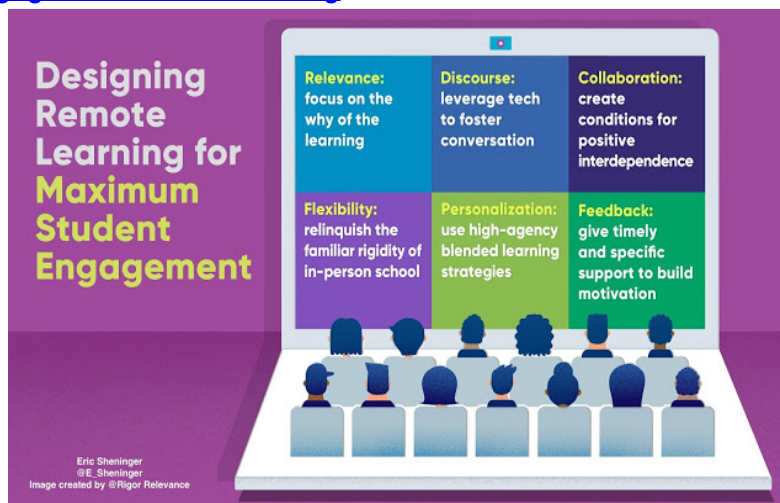 Designing
Remote
Learning for
Maximum
Student
Engagement
Relevance:
focus on the
why of the
learning
Discourse:
leverage tech
to foster
conversation
Collaboration:
create
conditions for
positive
interdependence
Flexibility:
relinquish the
familiar rigidity of
in-person school
Personalization:
use high-agency
blended learning
strategies
Feedback:
give timely
and specific
support to build
motivation
Eric Sheninger
@E_Sheninger
Image created by @Rigor Relevance